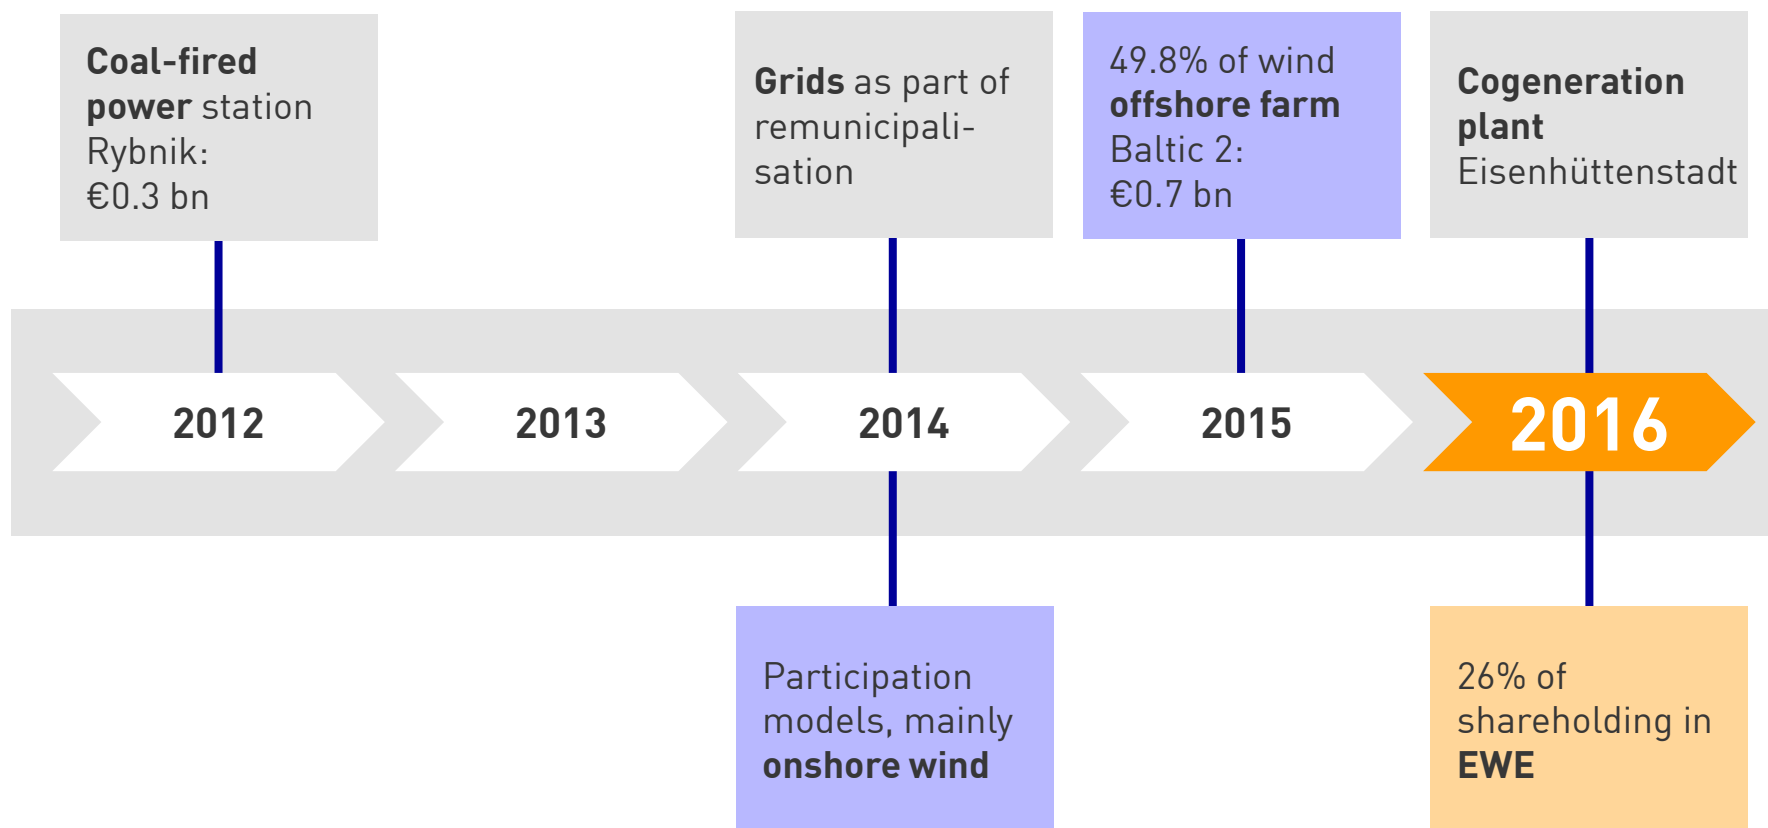 Coal-fired
power station
Rybnik:
€0.3 bn
Grids as part of
remunicipali-
sation
49.8% of wind
offshore farm
Baltic 2:
€0.7 bn
Cogeneration
plant
Eisenhüttenstadt
2012
2013
2014
2015
2016
Participation
models, mainly
onshore wind
26% of
shareholding in
EWE